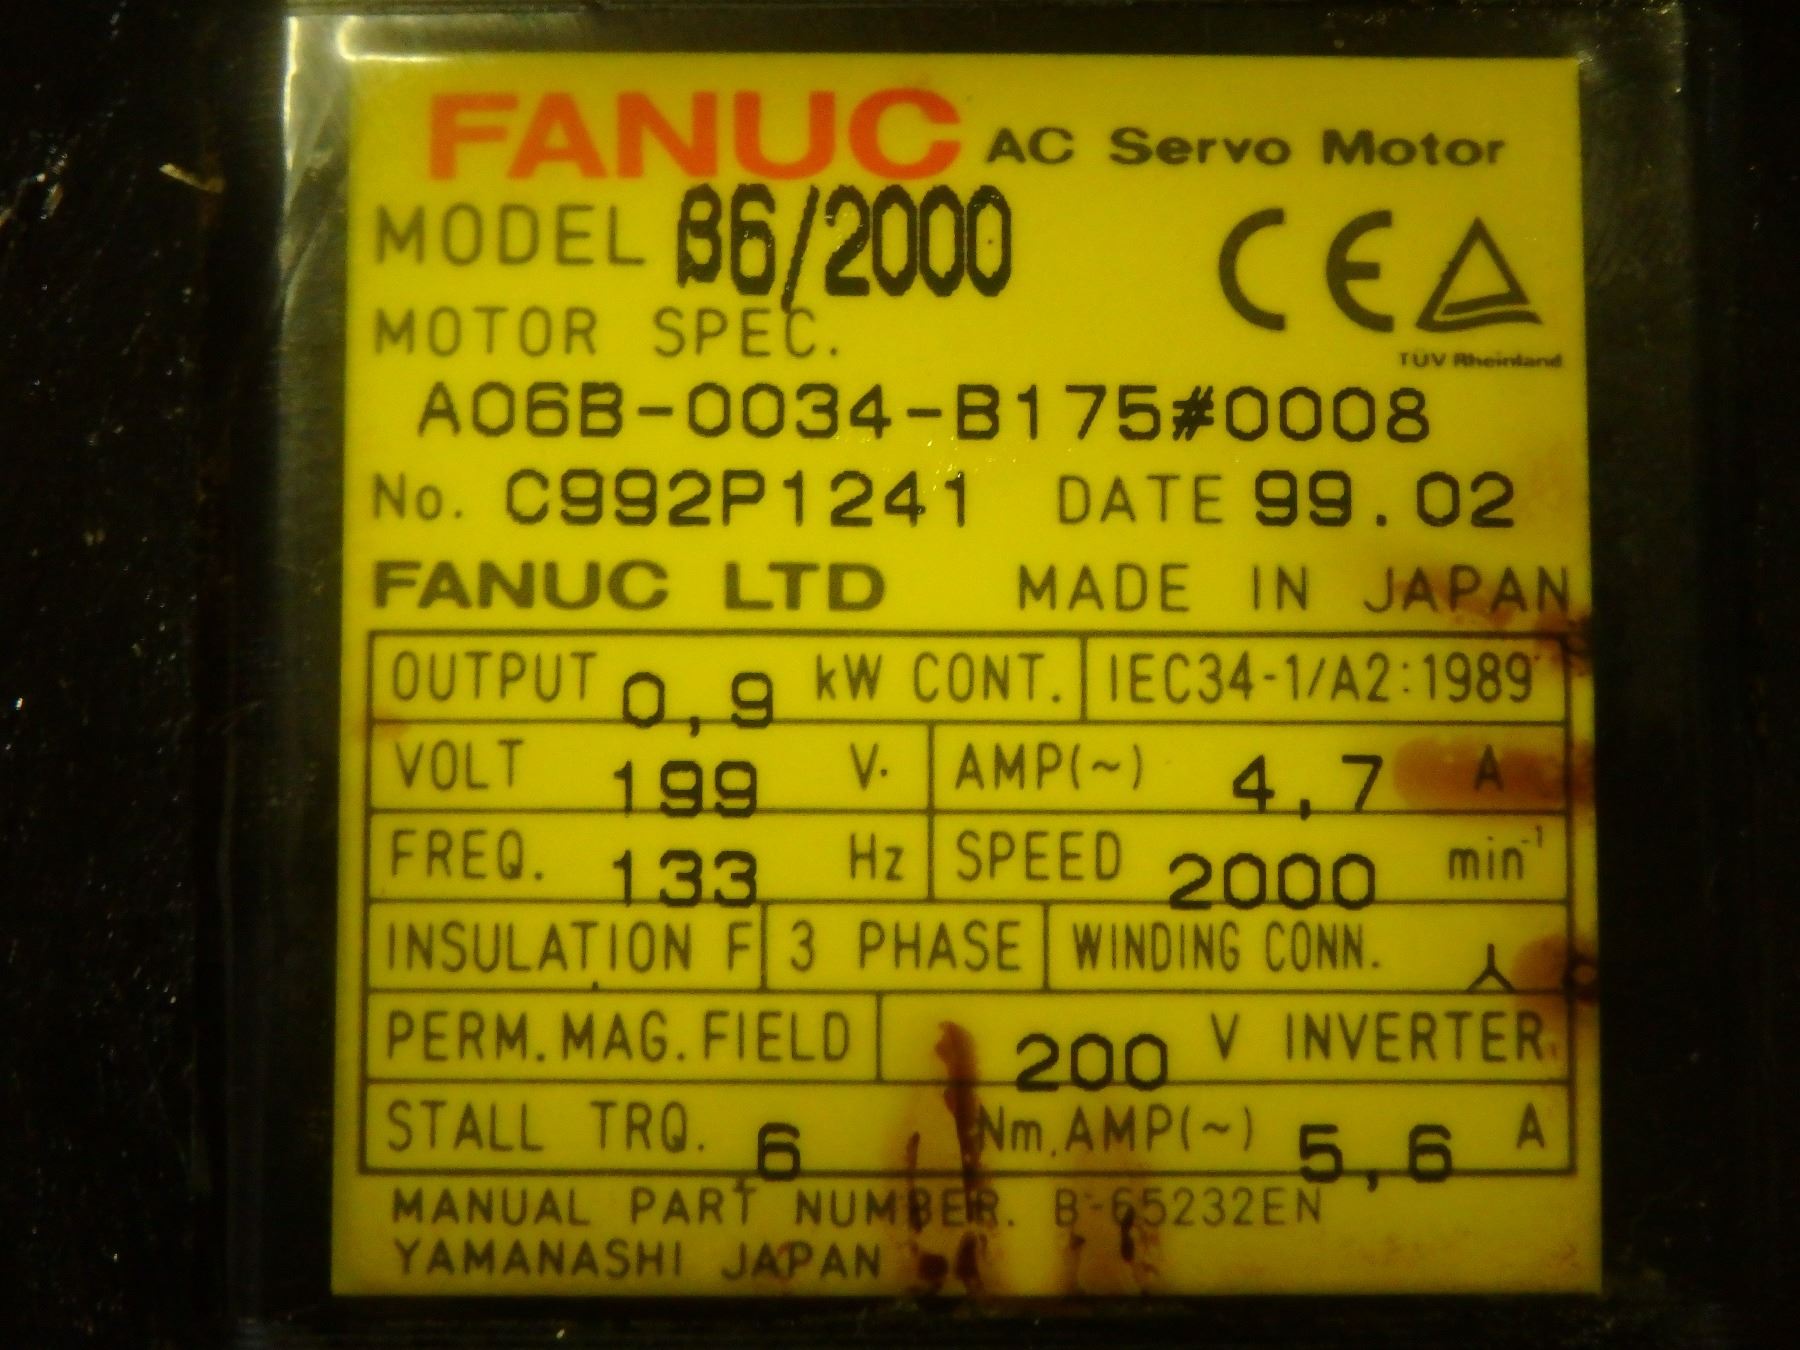 FANUC AC Servo Motor
MODEL β6/2000
CE
TÜV Rheinland
MOTOR SPEC.
A06B-0034-B175#0008
No. C992P1241 DATE 99.02
FANUC LTD MADE IN JAPAN
OUTPUT 0,9 kW CONT. IEC34-1/A2:1989
VOLT 199 V. AMP(~) 4,7 A
FREQ. 133 Hz SPEED 2000 min⁻¹
INSULATION F 3 PHASE WINDING CONN.
PERM.MAG.FIELD 200 V INVERTER.
STALL TRQ. 6 Nm.AMP(~) 5,6 A
MANUAL PART NUMBER. B-65232EN
YAMANASHI JAPAN